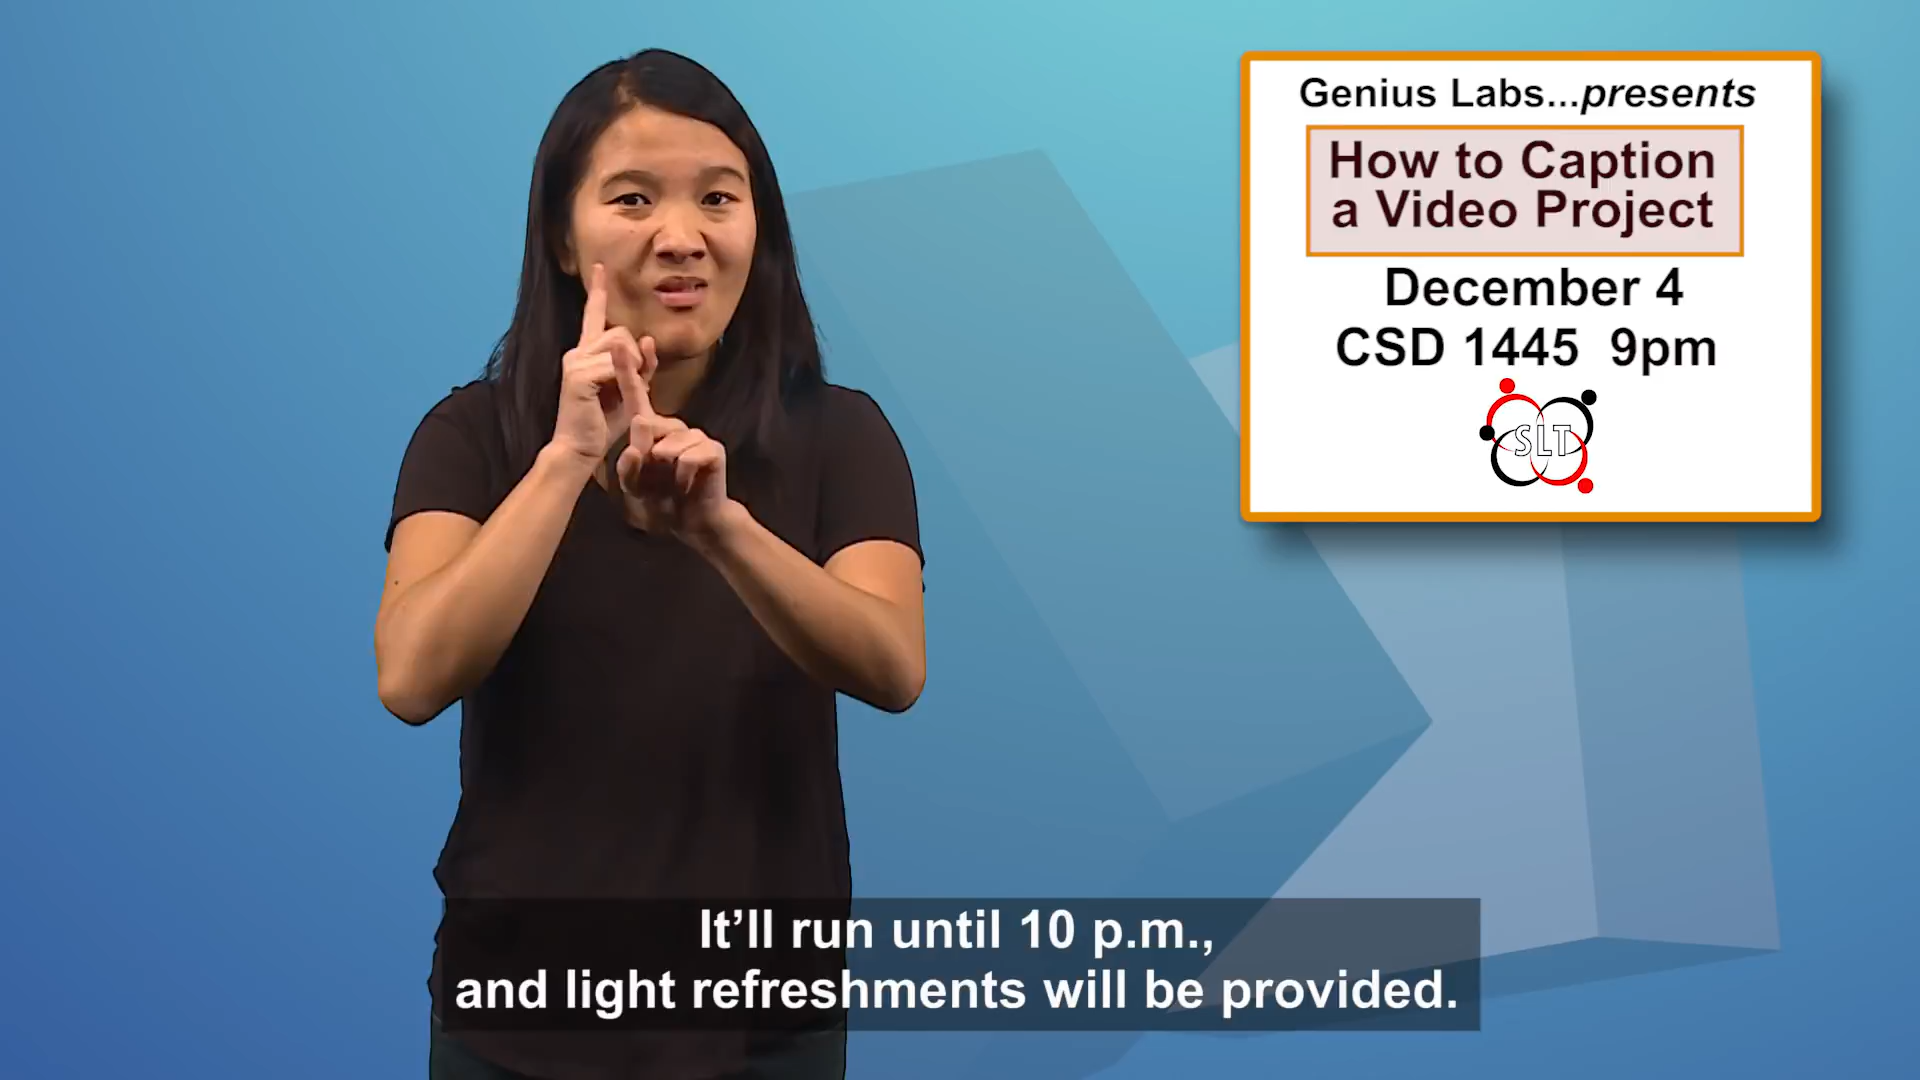 Genius Labs...presents
How to Caption
a Video Project
December 4
CSD 1445  9pm
SLT
It’ll run until 10 p.m.,
and light refreshments will be provided.